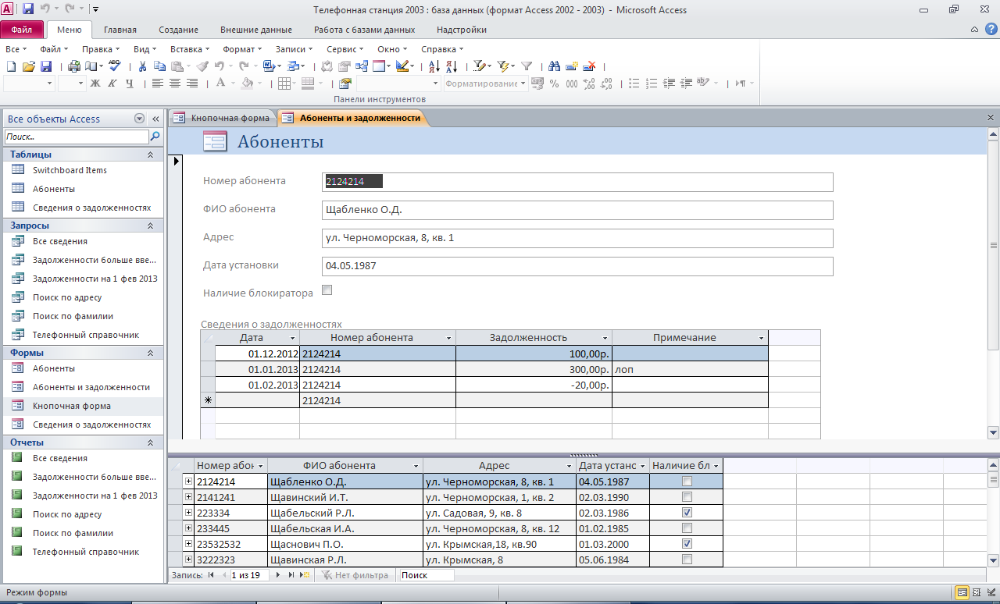 Телефонная станция 2003 : база данных (формат Access 2002 - 2003) - Microsoft Access
Файл Меню Главная Создание Внешние данные Работа с базами данных Надстройки
Все Файл Правка Вид Вставка Формат Записи Сервис Окно Справка
Ж К Ч А Форматирование % 000
Панели инструментов
Все объекты Access
Поиск...
Таблицы
Switchboard Items
Абоненты
Сведения о задолженностях
Запросы
Все сведения
Задолженности больше вве...
Задолженности на 1 фев 2013
Поиск по адресу
Поиск по фамилии
Телефонный справочник
Формы
Абоненты
Абоненты и задолженности
Кнопочная форма
Сведения о задолженностях
Отчеты
Все сведения
Задолженности больше вве...
Задолженности на 1 фев 2013
Поиск по адресу
Поиск по фамилии
Телефонный справочник
Кнопочная форма Абоненты и задолженности
Абоненты
Номер абонента 2124214
ФИО абонента Щабленко О.Д.
Адрес ул. Черноморская, 8, кв. 1
Дата установки 04.05.1987
Наличие блокиратора
Сведения о задолженностях
Дата Номер абонента Задолженность Примечание
01.12.2012 2124214 100,00р.
01.01.2013 2124214 300,00р. лоп
01.02.2013 2124214 -20,00р.
2124214
Номер абон ФИО абонента Адрес Дата устанс Наличие бл
2124214 Щабленко О.Д. ул. Черноморская, 8, кв. 1 04.05.1987
2141241 Щавинский И.Т. ул. Черноморская, 1, кв. 2 02.03.1990
223334 Щабельский Р.Л. ул. Садовая, 9, кв. 8 02.03.1986
233445 Щабельская И.А. ул. Черноморская, 8, кв. 12 01.02.1985
23532532 Щаснович П.О. ул. Крымская,18, кв.90 01.03.2000
3222323 Щавинская Р.Л. ул. Крымская, 8 05.06.1984
Запись: 1 из 19 Нет фильтра Поиск
Режим формы